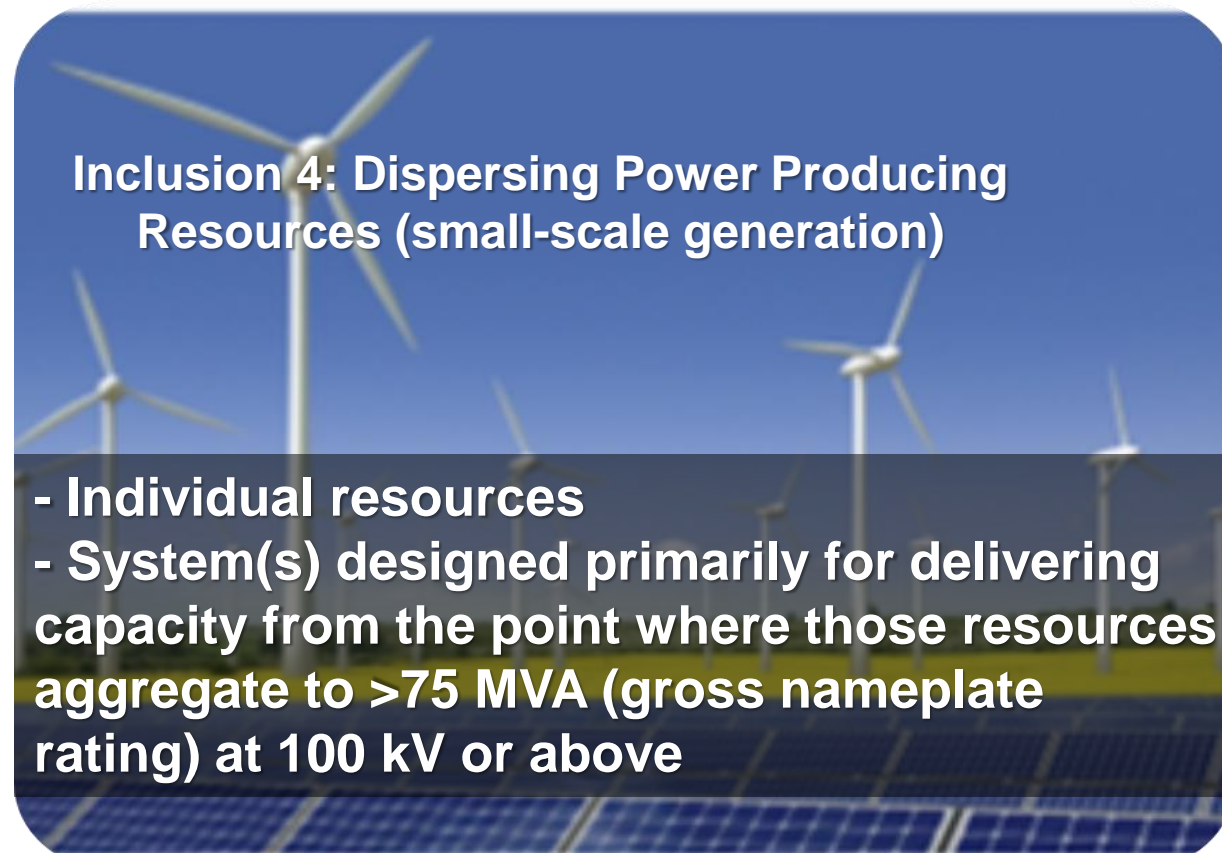 Inclusion 4: Dispersing Power Producing
Resources (small-scale generation)
- Individual resources
- System(s) designed primarily for delivering
capacity from the point where those resources
aggregate to >75 MVA (gross nameplate
rating) at 100 kV or above